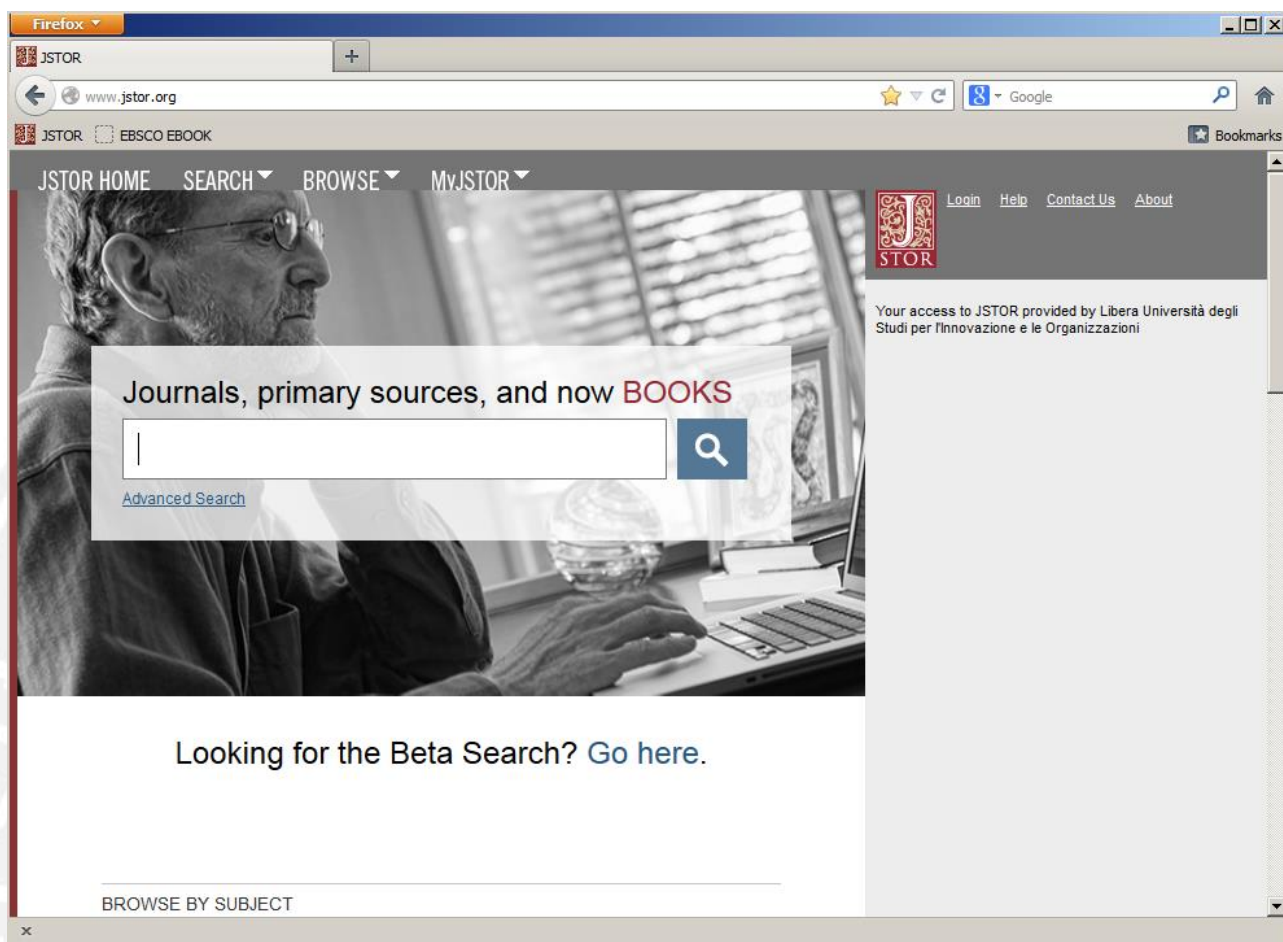 Firefox
JSTOR
www.jstor.org
Google
JSTOR EBSCO EBOOK
Bookmarks
JSTOR HOME SEARCH BROWSE MyJSTOR
JSTOR
Login Help Contact Us About
Your access to JSTOR provided by Libera Università degli
Studi per l'Innovazione e le Organizzazioni
Journals, primary sources, and now BOOKS
Advanced Search
Looking for the Beta Search? Go here.
BROWSE BY SUBJECT